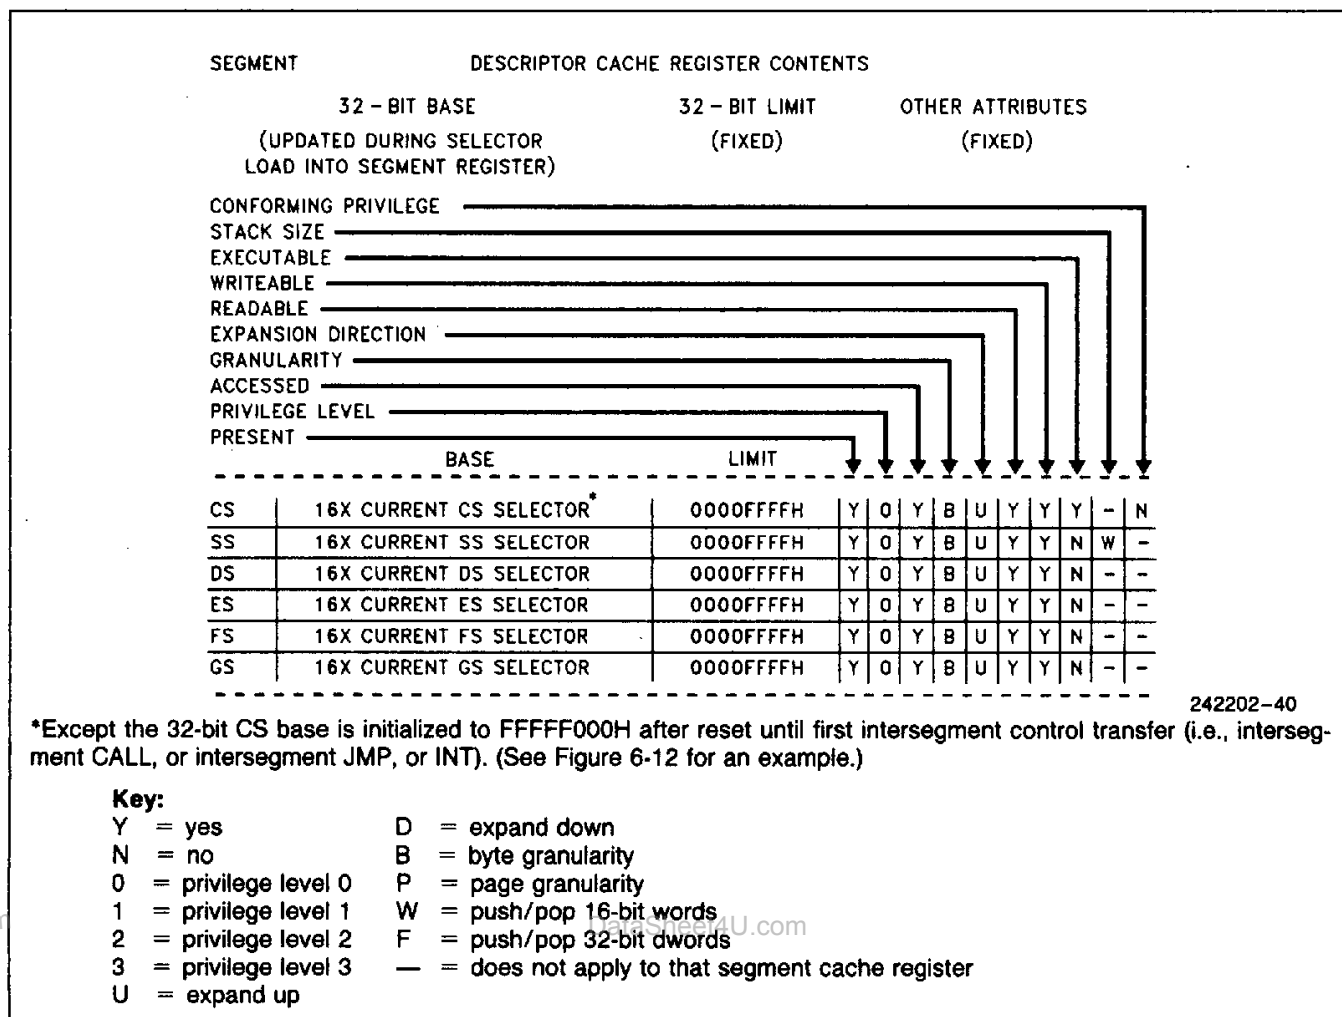 SEGMENT DESCRIPTOR CACHE REGISTER CONTENTS
32-BIT BASE 32-BIT LIMIT OTHER ATTRIBUTES
(UPDATED DURING SELECTOR (FIXED) (FIXED)
LOAD INTO SEGMENT REGISTER)
CONFORMING PRIVILEGE
STACK SIZE
EXECUTABLE
WRITEABLE
READABLE
EXPANSION DIRECTION
GRANULARITY
ACCESSED
PRIVILEGE LEVEL
PRESENT
BASE LIMIT
CS 16X CURRENT CS SELECTOR* 0000FFFFH Y 0 Y B U Y Y Y - N
SS 16X CURRENT SS SELECTOR 0000FFFFH Y 0 Y B U Y Y N W -
DS 16X CURRENT DS SELECTOR 0000FFFFH Y 0 Y B U Y Y N - -
ES 16X CURRENT ES SELECTOR 0000FFFFH Y 0 Y B U Y Y N - -
FS 16X CURRENT FS SELECTOR 0000FFFFH Y 0 Y B U Y Y N - -
GS 16X CURRENT GS SELECTOR 0000FFFFH Y 0 Y B U Y Y N - -
242202-40
*Except the 32-bit CS base is initialized to FFFFF000H after reset until first intersegment control transfer (i.e., interseg-
ment CALL, or intersegment JMP, or INT). (See Figure 6-12 for an example.)
Key:
Y = yes D = expand down
N = no B = byte granularity
0 = privilege level 0 P = page granularity
1 = privilege level 1 W = push/pop 16-bit words
DataSheet4U.com
2 = privilege level 2 F = push/pop 32-bit dwords
3 = privilege level 3 — = does not apply to that segment cache register
U = expand up